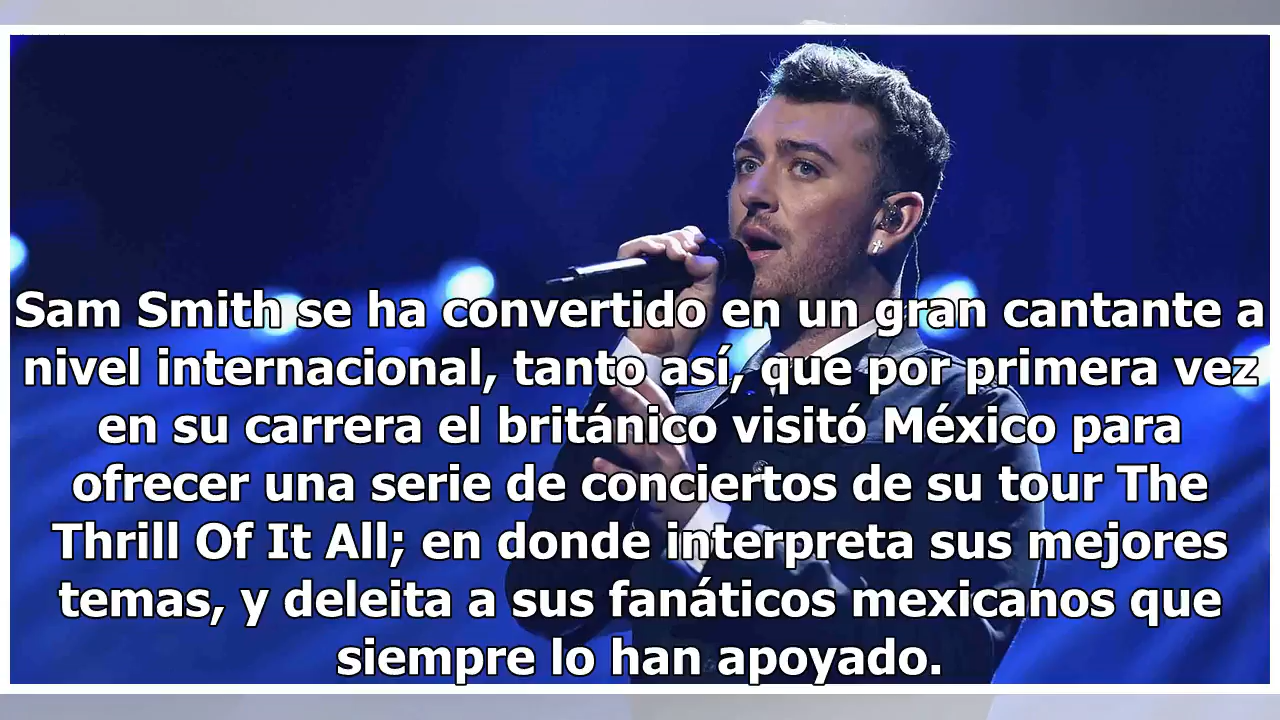 Sam Smith se ha convertido en un gran cantante a
nivel internacional, tanto así, que por primera vez
en su carrera el británico visitó México para
ofrecer una serie de conciertos de su tour The
Thrill Of It All; en donde interpreta sus mejores
temas, y deleita a sus fanáticos mexicanos que
siempre lo han apoyado.